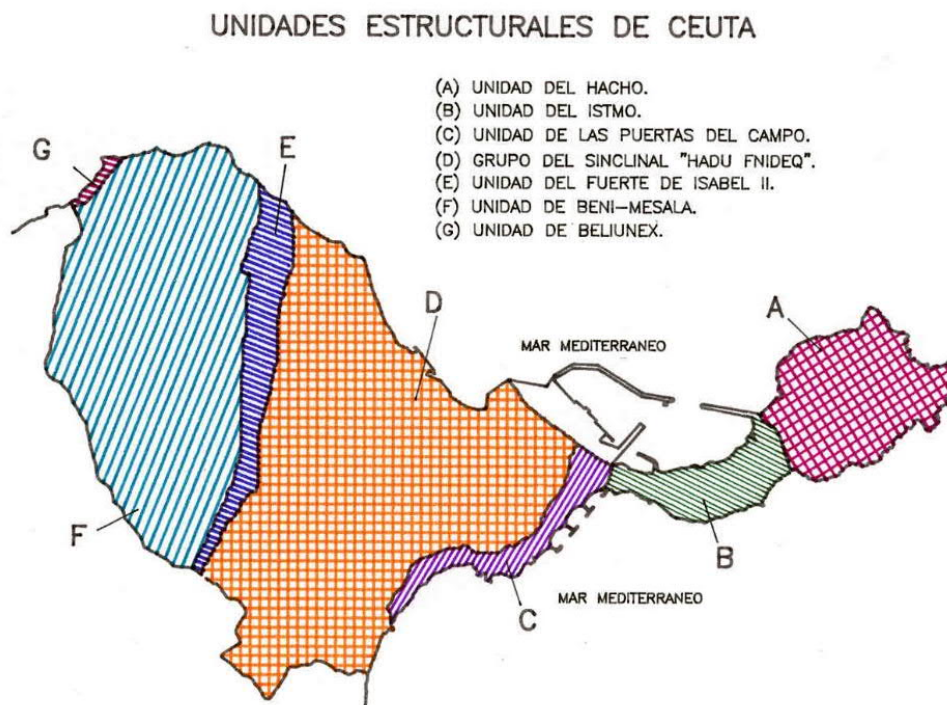 UNIDADES ESTRUCTURALES DE CEUTA
(A) UNIDAD DEL HACHO.
(B) UNIDAD DEL ISTMO.
(C) UNIDAD DE LAS PUERTAS DEL CAMPO.
(D) GRUPO DEL SINCLINAL "HADU FNIDEQ".
(E) UNIDAD DEL FUERTE DE ISABEL II.
(F) UNIDAD DE BENI-MESALA.
(G) UNIDAD DE BELIUNEX.
G
E
D
A
MAR MEDITERRANEO
F
B
C
MAR MEDITERRANEO